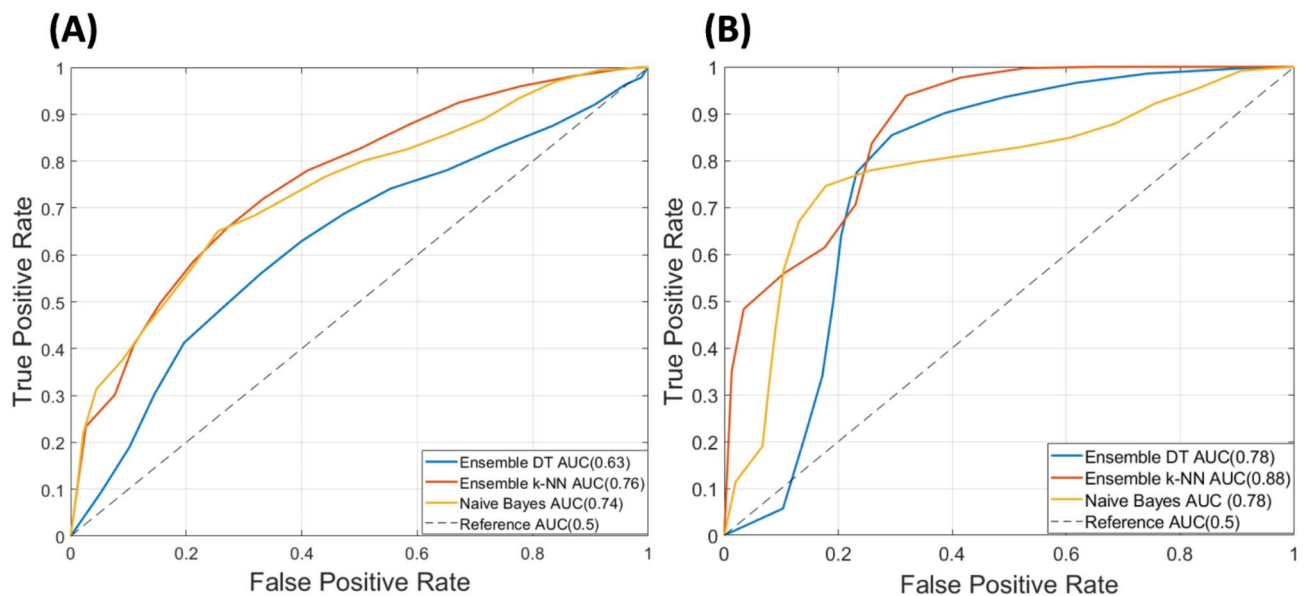 (A)
True Positive Rate
1
0.9
0.8
0.7
0.6
0.5
0.4
0.3
0.2
0.1
0
0
0.2
0.4
0.6
0.8
1
False Positive Rate
Ensemble DT AUC(0.63)
Ensemble k-NN AUC(0.76)
Naive Bayes AUC(0.74)
Reference AUC(0.5)
(B)
True Positive Rate
1
0.9
0.8
0.7
0.6
0.5
0.4
0.3
0.2
0.1
0
0
0.2
0.4
0.6
0.8
1
False Positive Rate
Ensemble DT AUC(0.78)
Ensemble k-NN AUC(0.88)
Naive Bayes AUC (0.78)
Reference AUC(0.5)